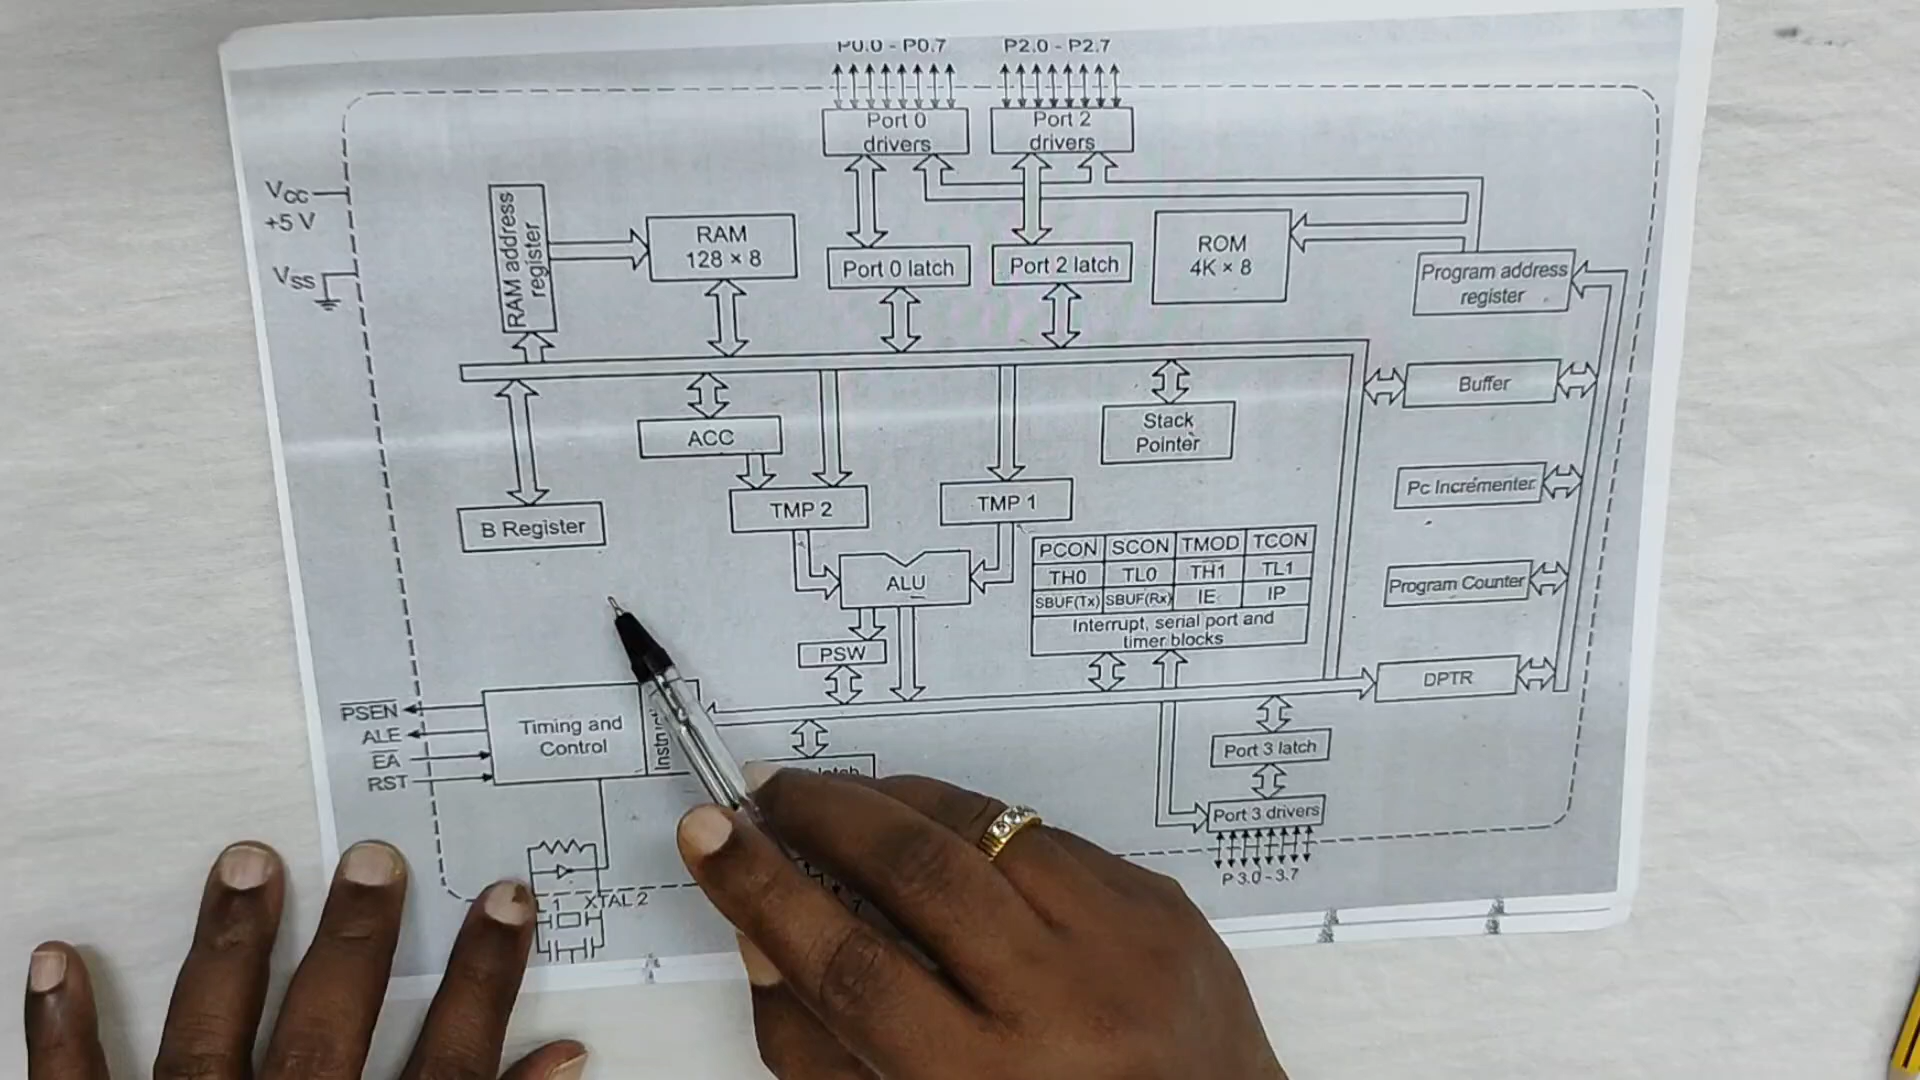 P0.0 - P0.7
P2.0 - P2.7
Port 0
drivers
Port 2
drivers
VCC
+5 V
VSS
RAM address
register
RAM
128 × 8
Port 0 latch
Port 2 latch
ROM
4K × 8
Program address
register
Buffer
ACC
Stack
Pointer
Pc Incrementer
TMP 2
TMP 1
B Register
ALU
PCON SCON TMOD TCON
TH0 TL0 TH1 TL1
SBUF(Tx) SBUF(Rx) IE IP
Interrupt, serial port and
timer blocks
Program Counter
PSW
DPTR
PSEN
ALE
EA
RST
Timing and
Control
latch
Port 3 latch
Port 3 drivers
P 3.0 - 3.7
1 XTAL 2
7